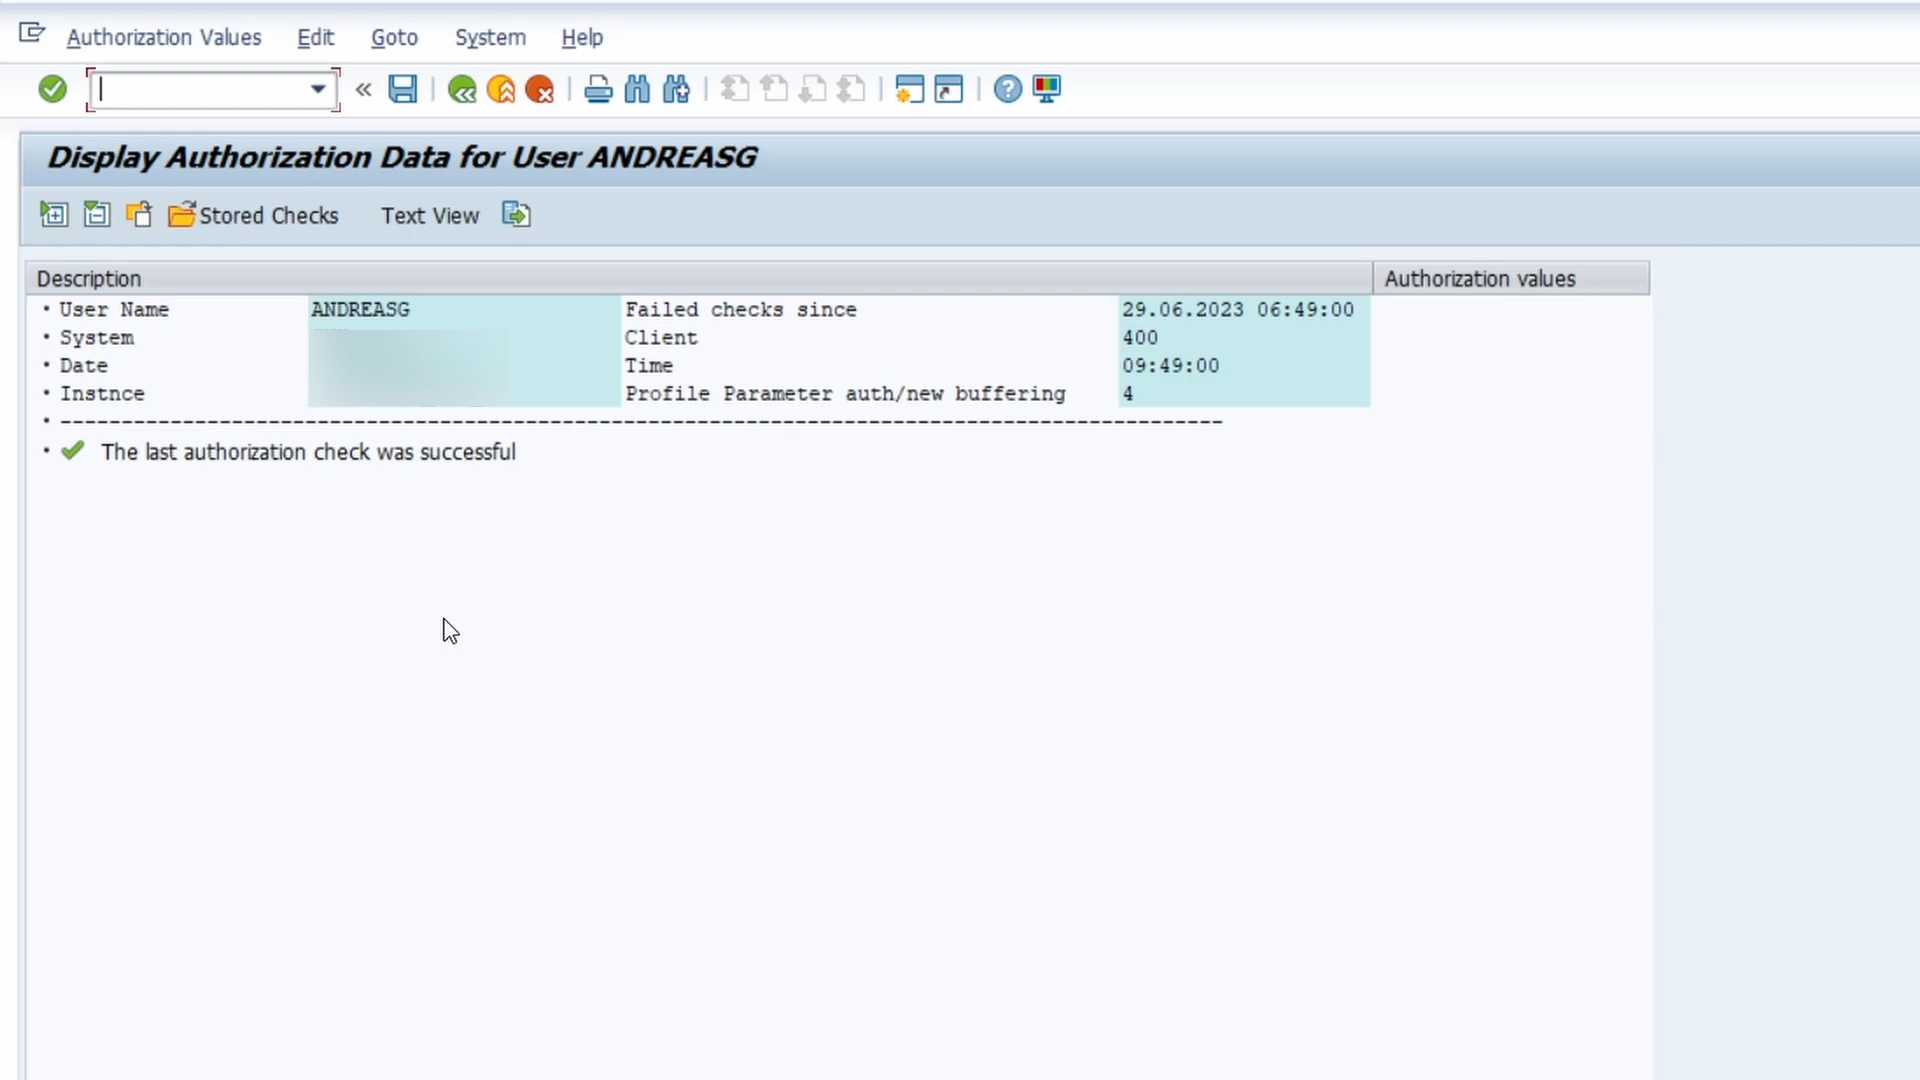 Authorization Values Edit Goto System Help
Display Authorization Data for User ANDREASG
Stored Checks Text View
Description Authorization values
• User Name ANDREASG Failed checks since 29.06.2023 06:49:00
• System Client 400
• Date Time 09:49:00
• Instnce Profile Parameter auth/new buffering 4
• -----------------------------------------------------------------------------------------------
• The last authorization check was successful